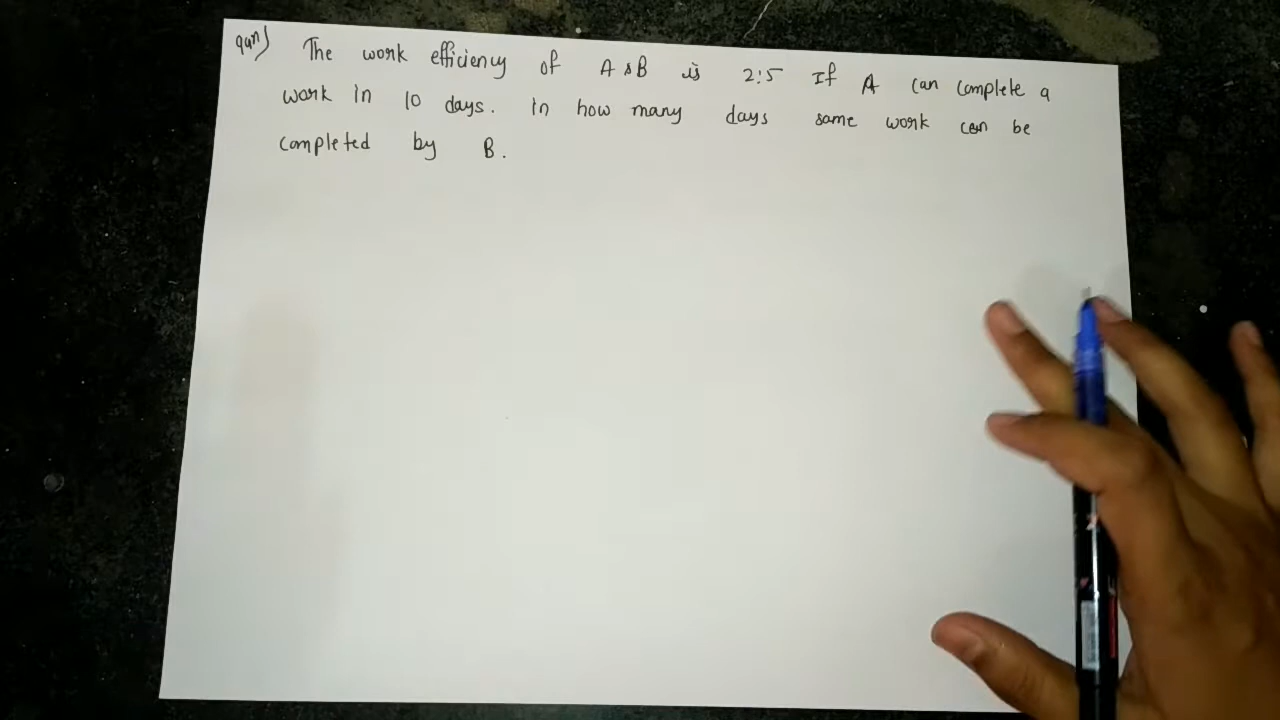 qun) The work efficiency of A & B is 2:5 If A can complete a
work in 10 days. in how many days same work can be
completed by B.